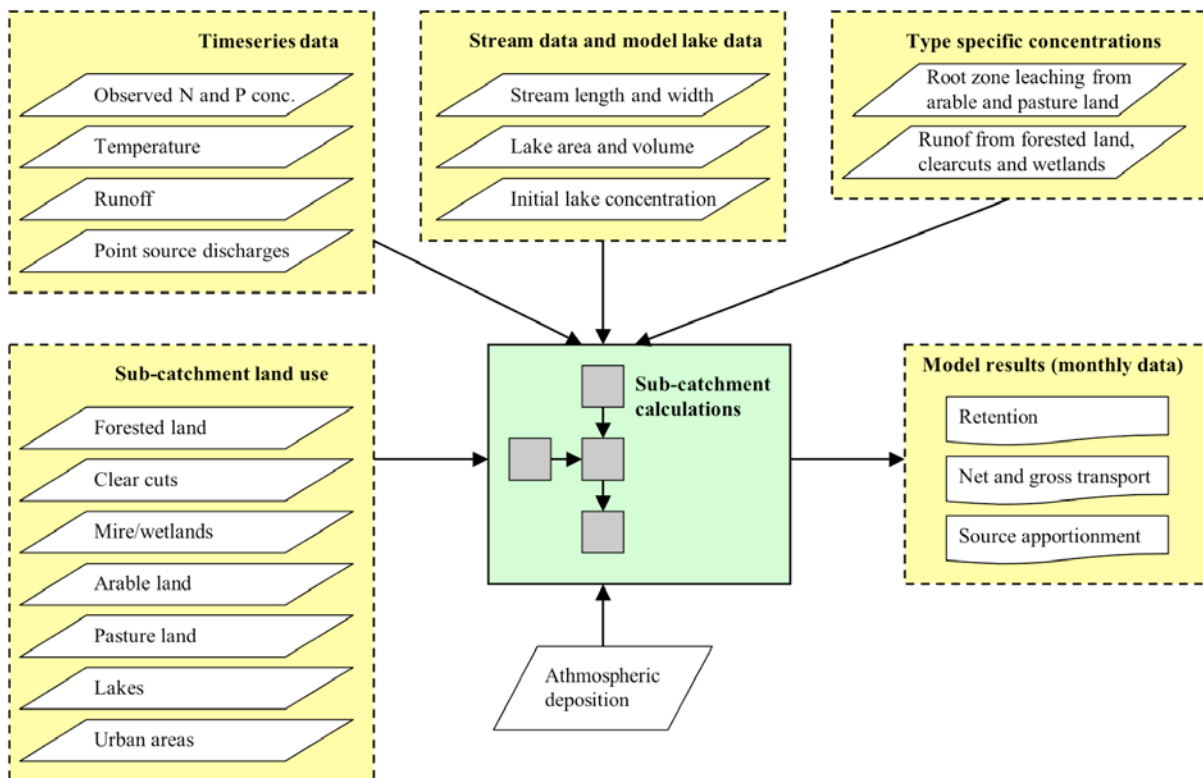 Timeseries data
Observed N and P conc.
Temperature
Runoff
Point source discharges
Stream data and model lake data
Stream length and width
Lake area and volume
Initial lake concentration
Type specific concentrations
Root zone leaching from
arable and pasture land
Runof from forested land,
clearcuts and wetlands
Sub-catchment land use
Forested land
Clear cuts
Mire/wetlands
Arable land
Pasture land
Lakes
Urban areas
Sub-catchment
calculations
Athmospheric
deposition
Model results (monthly data)
Retention
Net and gross transport
Source apportionment